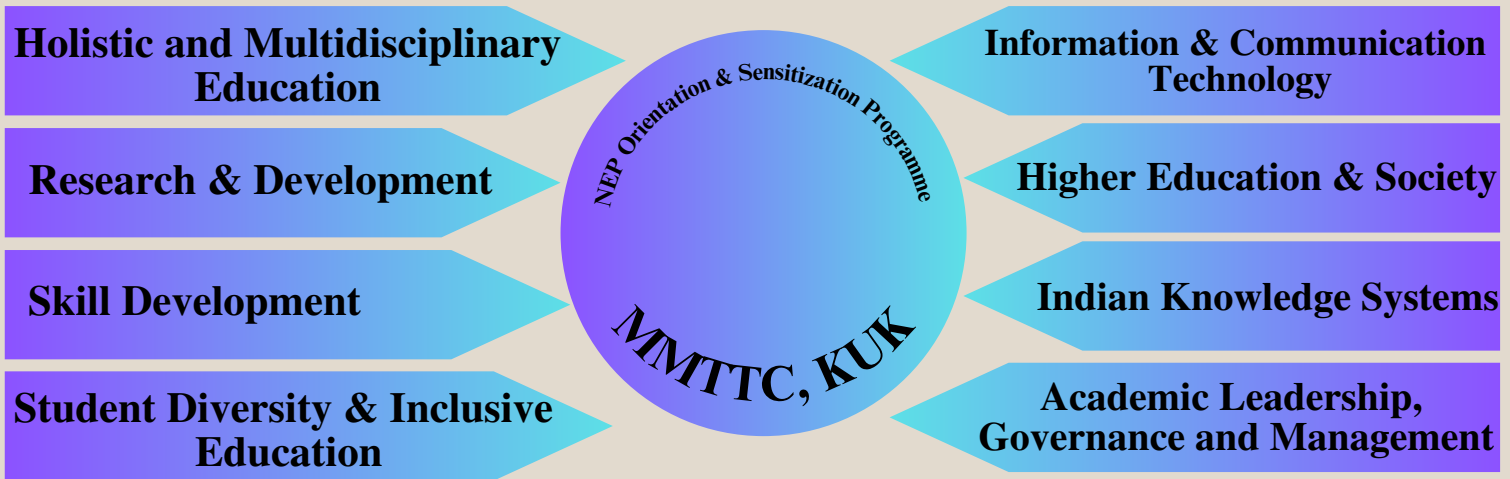 Holistic and Multidisciplinary
Education
Research & Development
Skill Development
Student Diversity & Inclusive
Education
NEP Orientation & Sensitization Programme
MMTTC, KUK
Information & Communication
Technology
Higher Education & Society
Indian Knowledge Systems
Academic Leadership,
Governance and Management